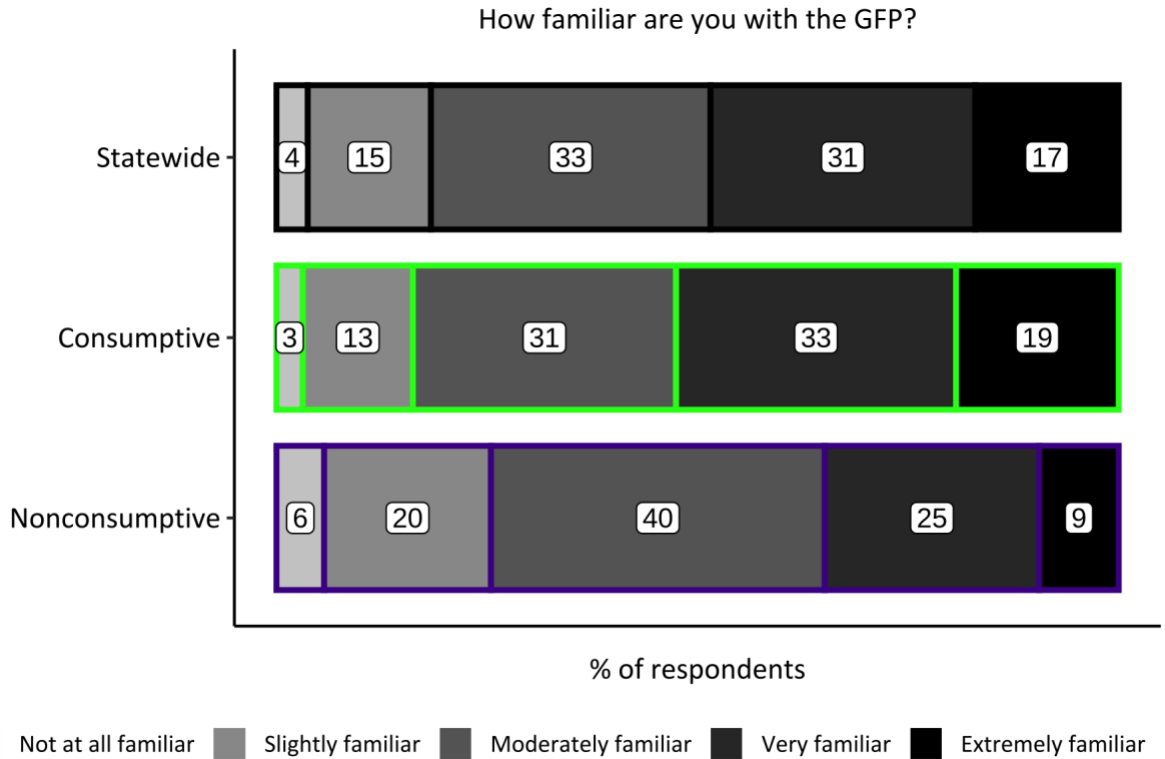 How familiar are you with the GFP?
Statewide 4 15 33 31 17
Consumptive 3 13 31 33 19
Nonconsumptive 6 20 40 25 9
% of respondents
Not at all familiar Slightly familiar Moderately familiar Very familiar Extremely familiar